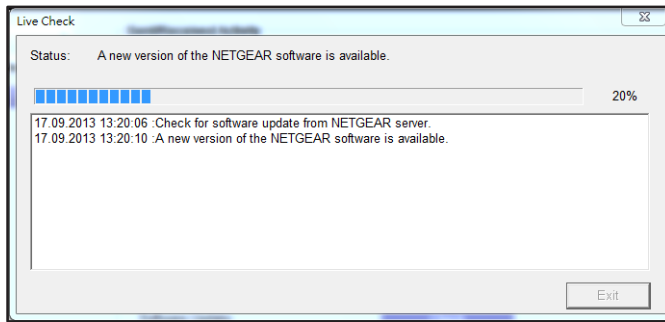 Live Check
Status: A new version of the NETGEAR software is available.
20%
17.09.2013 13:20:06 :Check for software update from NETGEAR server.
17.09.2013 13:20:10 :A new version of the NETGEAR software is available.
Exit